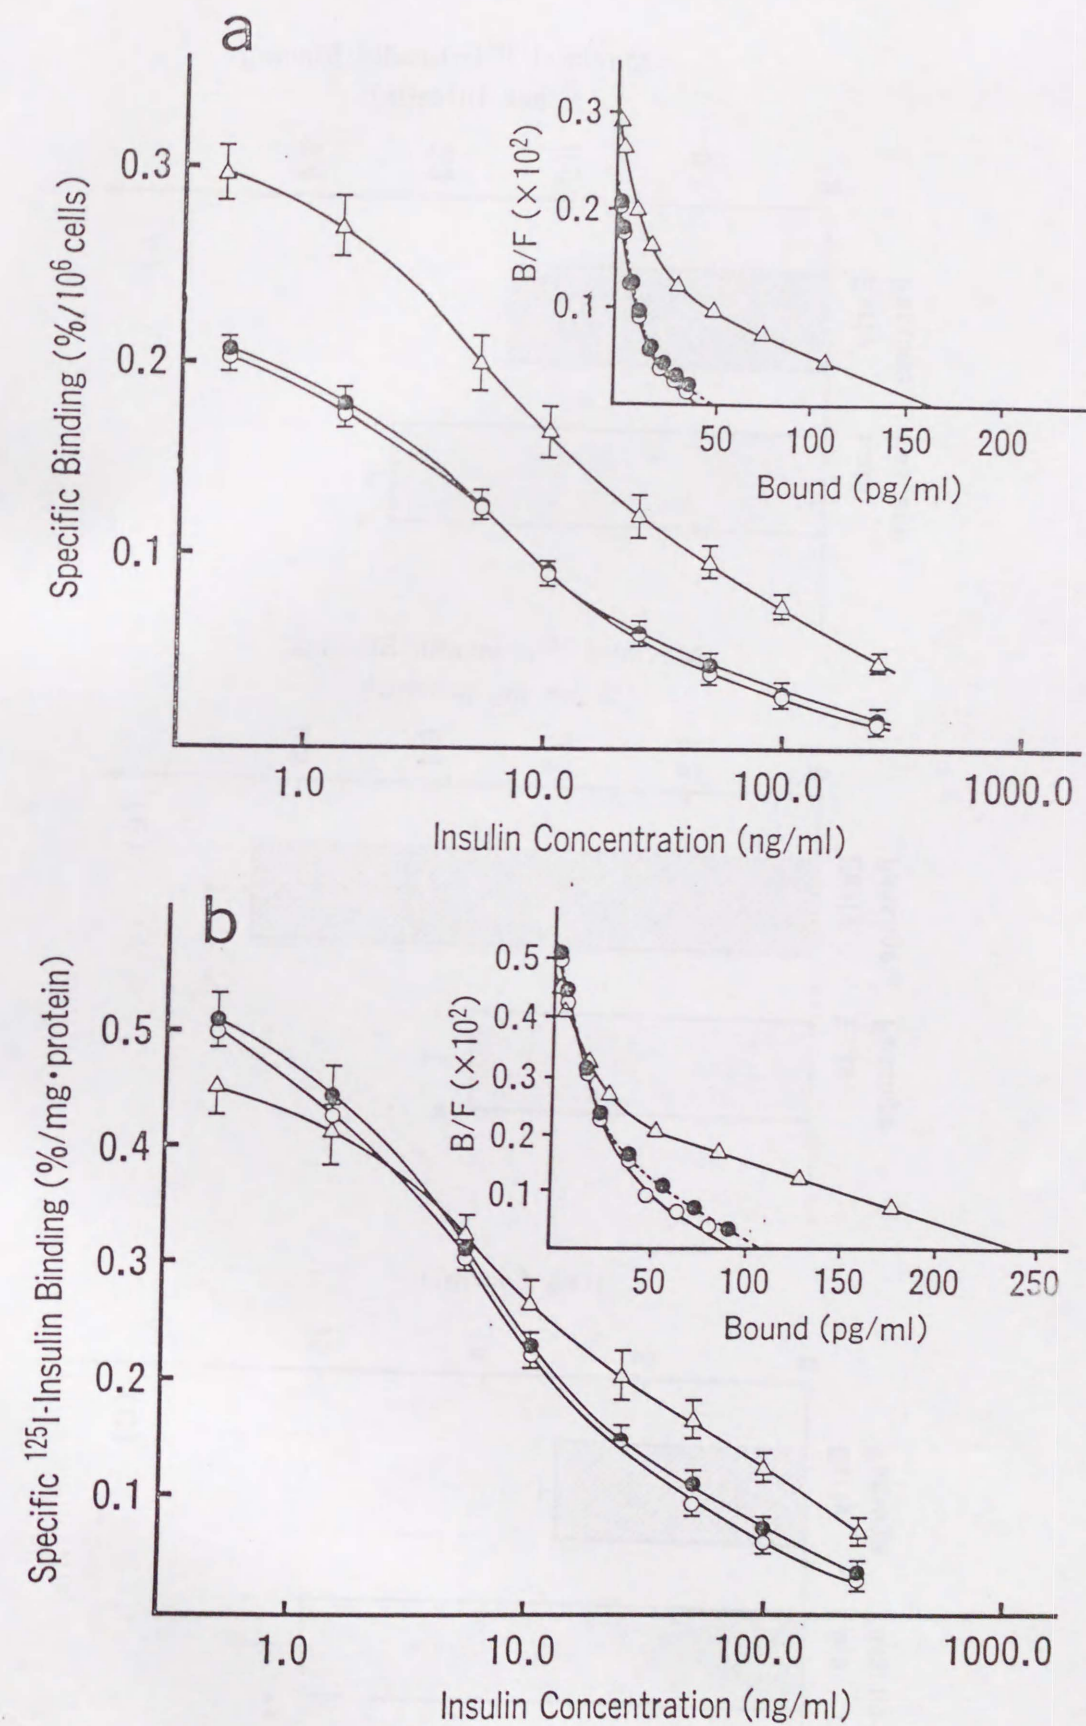 a
0.3
0.2
0.1
Specific Binding (%/10⁶ cells)
1.0 10.0 100.0 1000.0
Insulin Concentration (ng/ml)
0.3
0.2
0.1
B/F (×10²)
50 100 150 200
Bound (pg/ml)
b
0.5
0.4
0.3
0.2
0.1
Specific ¹²⁵I-Insulin Binding (%/mg·protein)
1.0 10.0 100.0 1000.0
Insulin Concentration (ng/ml)
0.5
0.4
0.3
0.2
0.1
B/F (×10²)
50 100 150 200 250
Bound (pg/ml)